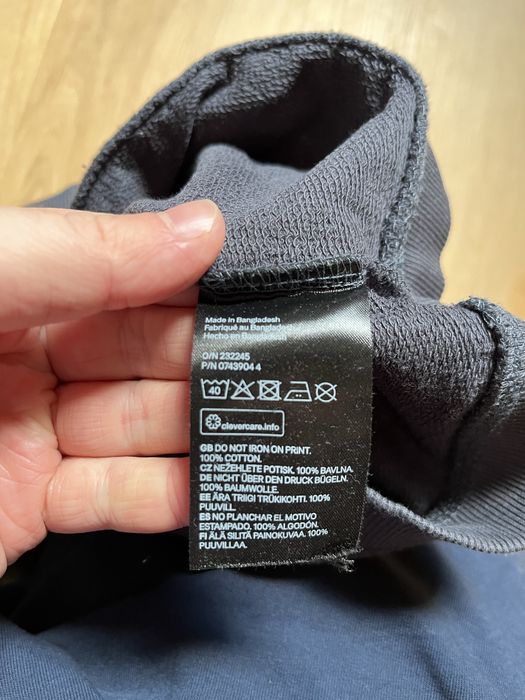 Made in Bangladesh
Fabriqué au Bangladesh
Hecho en Bangladesh
O/N 232245
P/N 0743904 4
40
clevercare.info
GB DO NOT IRON ON PRINT.
100% COTTON.
CZ NEŽEHLETE POTISK. 100% BAVLNA.
DE NICHT ÜBER DEN DRUCK BÜGELN.
100% BAUMWOLLE.
EE ÄRA TRIIGI TRÜKIKOHTI. 100%
PUUVILL.
ES NO PLANCHAR EL MOTIVO
ESTAMPADO. 100% ALGODÓN.
FI ÄLÄ SILITÄ PAINOKUVAA. 100%
PUUVILLAA.